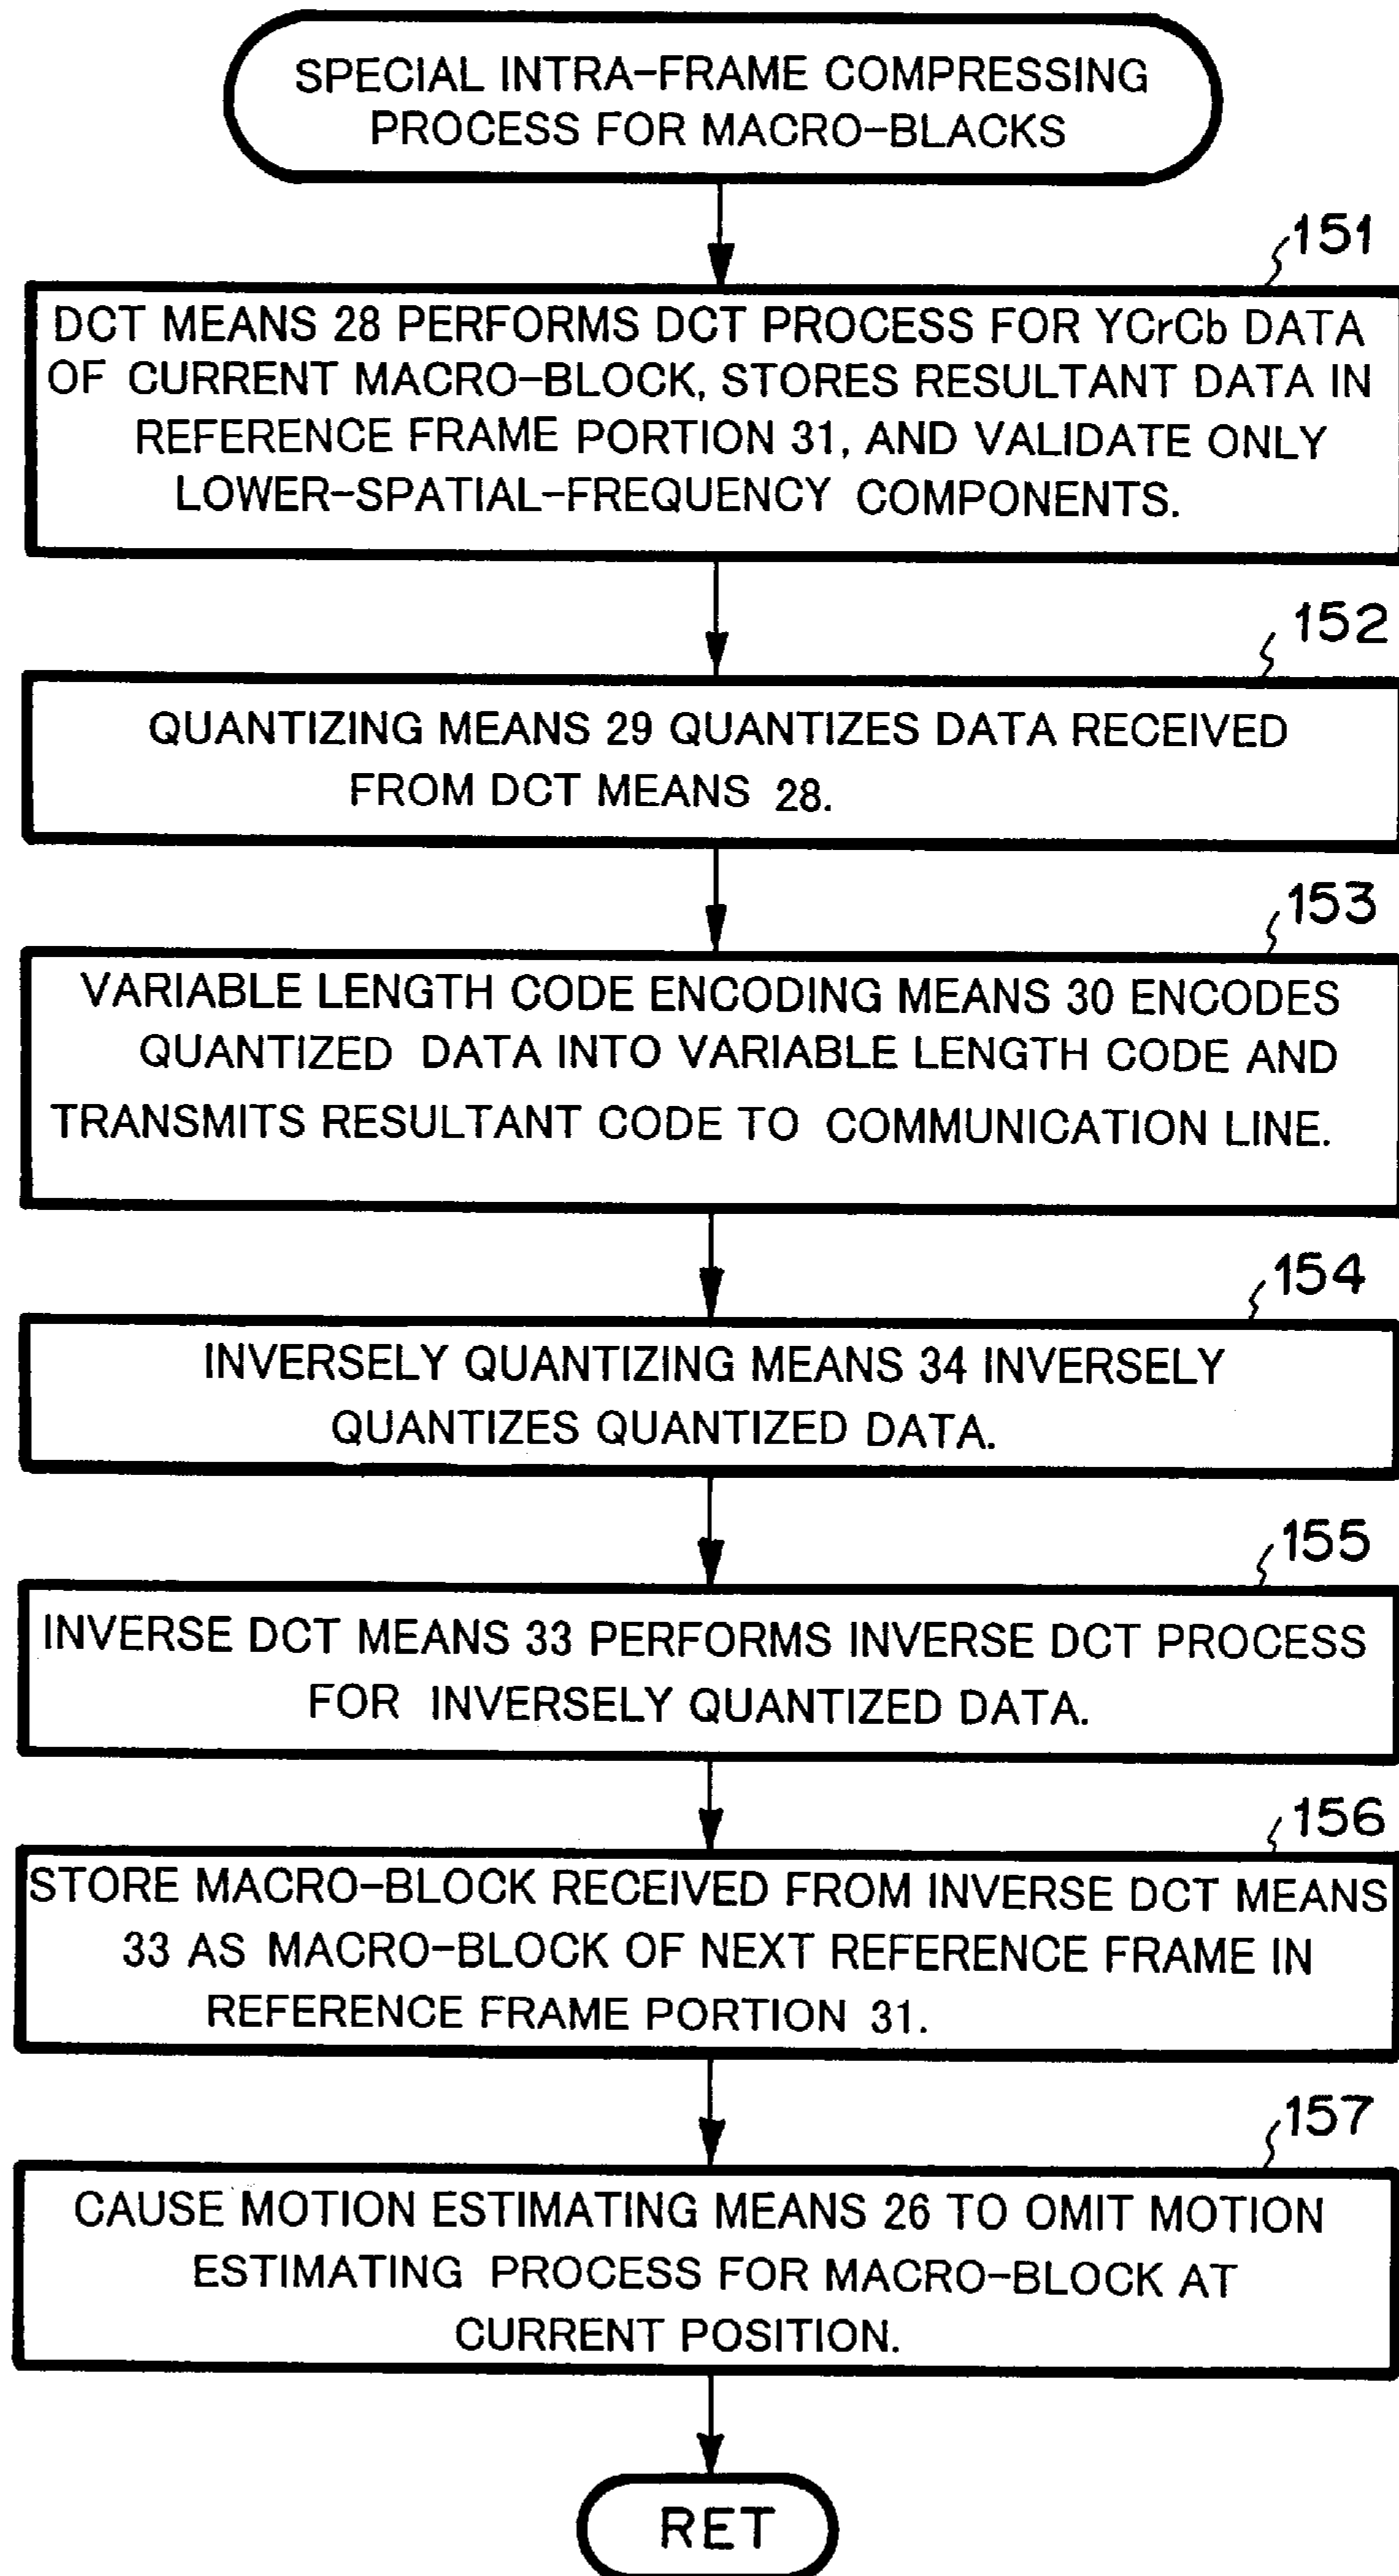 SPECIAL INTRA-FRAME COMPRESSING
PROCESS FOR MACRO-BLACKS
151
DCT MEANS 28 PERFORMS DCT PROCESS FOR YCrCb DATA
OF CURRENT MACRO-BLOCK, STORES RESULTANT DATA IN
REFERENCE FRAME PORTION 31, AND VALIDATE ONLY
LOWER-SPATIAL-FREQUENCY COMPONENTS.
152
QUANTIZING MEANS 29 QUANTIZES DATA RECEIVED
FROM DCT MEANS 28.
153
VARIABLE LENGTH CODE ENCODING MEANS 30 ENCODES
QUANTIZED DATA INTO VARIABLE LENGTH CODE AND
TRANSMITS RESULTANT CODE TO COMMUNICATION LINE.
154
INVERSELY QUANTIZING MEANS 34 INVERSELY
QUANTIZES QUANTIZED DATA.
155
INVERSE DCT MEANS 33 PERFORMS INVERSE DCT PROCESS
FOR INVERSELY QUANTIZED DATA.
156
STORE MACRO-BLOCK RECEIVED FROM INVERSE DCT MEANS
33 AS MACRO-BLOCK OF NEXT REFERENCE FRAME IN
REFERENCE FRAME PORTION 31.
157
CAUSE MOTION ESTIMATING MEANS 26 TO OMIT MOTION
ESTIMATING PROCESS FOR MACRO-BLOCK AT
CURRENT POSITION.
RET